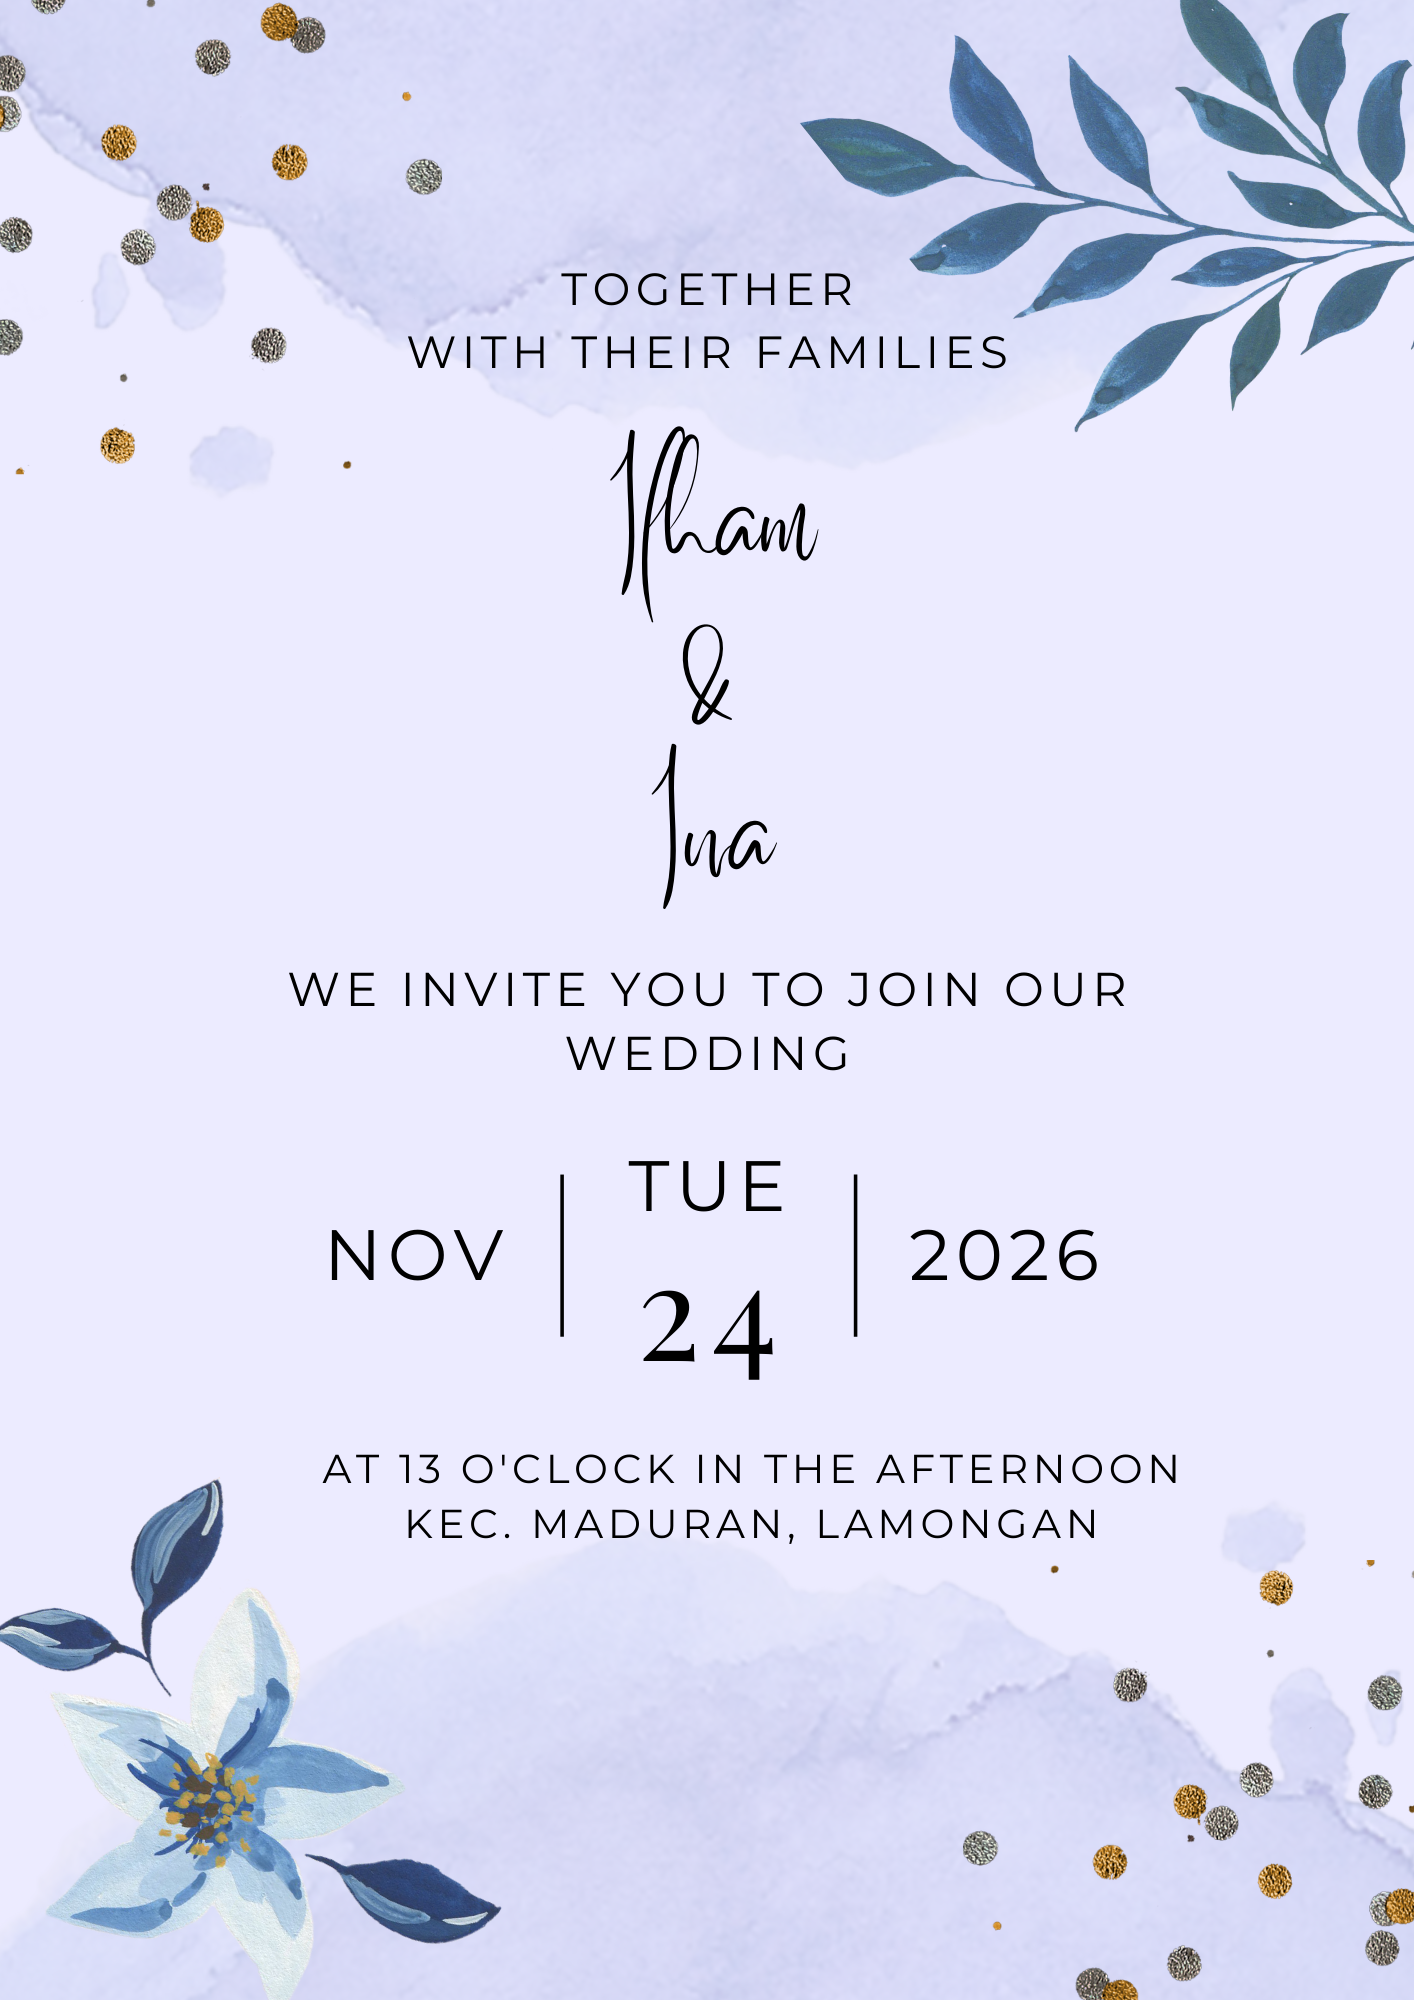 TOGETHER
WITH THEIR FAMILIES
Ilham
&
Ina
WE INVITE YOU TO JOIN OUR
WEDDING
NOV
TUE
24
2026
AT 13 O'CLOCK IN THE AFTERNOON
KEC. MADURAN, LAMONGAN